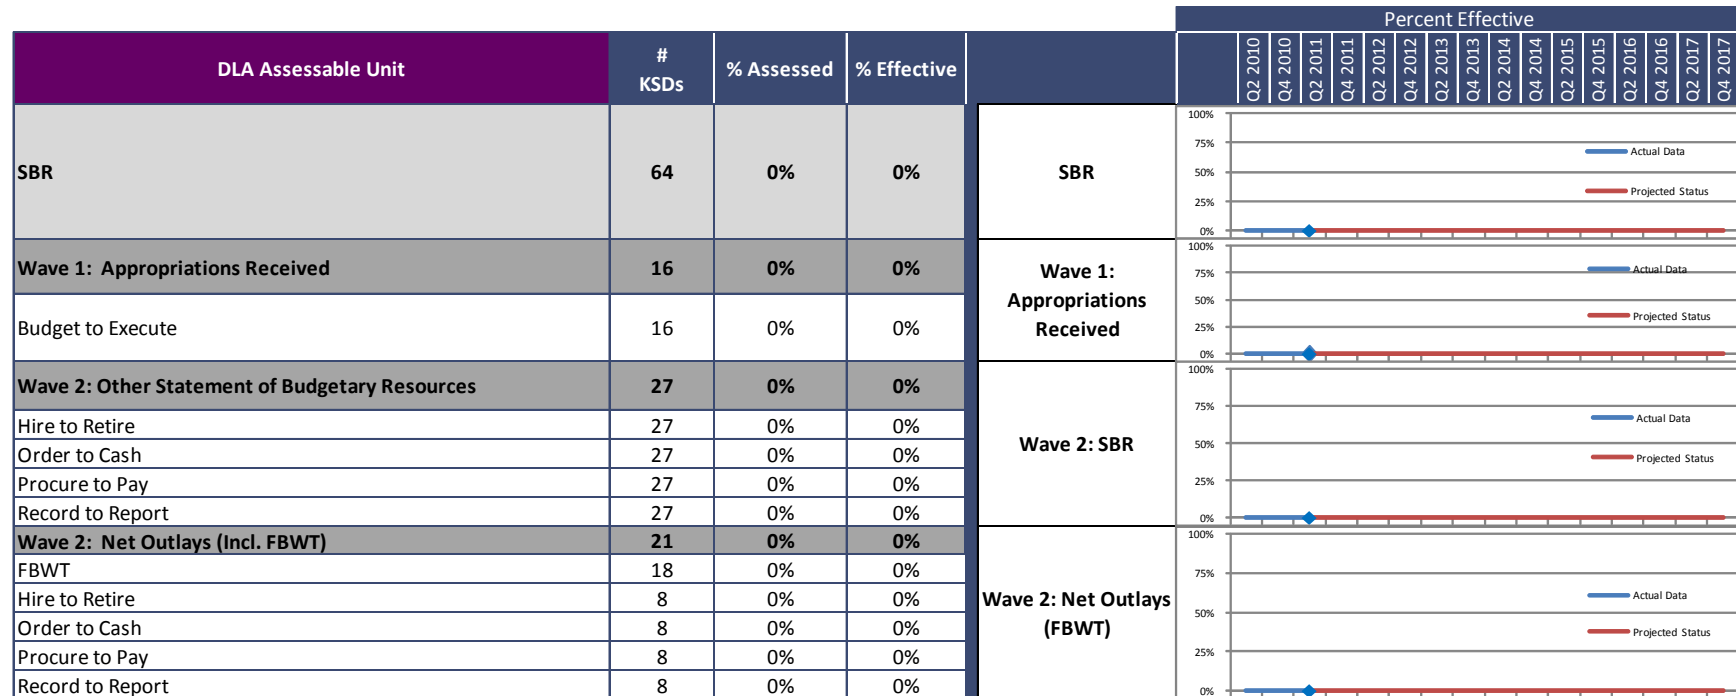 Percent Effective
DLA Assessable Unit # KSDs % Assessed % Effective Q2 2010 Q4 2010 Q2 2011 Q4 2011 Q2 2012 Q4 2012 Q2 2013 Q4 2013 Q2 2014 Q4 2014 Q2 2015 Q4 2015 Q2 2016 Q4 2016 Q2 2017 Q4 2017
SBR 64 0% 0% SBR
100%
75%
Actual Data
50%
Projected Status
25%
0%
Wave 1:  Appropriations Received 16 0% 0%
Budget to Execute 16 0% 0%
Wave 1:
Appropriations
Received
100%
75%
Actual Data
50%
Projected Status
25%
0%
Wave 2: Other Statement of Budgetary Resources 27 0% 0%
Hire to Retire 27 0% 0%
Order to Cash 27 0% 0%
Procure to Pay 27 0% 0%
Record to Report 27 0% 0%
Wave 2: SBR
100%
75%
Actual Data
50%
Projected Status
25%
0%
Wave 2:  Net Outlays (Incl. FBWT) 21 0% 0%
FBWT 18 0% 0%
Hire to Retire 8 0% 0%
Order to Cash 8 0% 0%
Procure to Pay 8 0% 0%
Record to Report 8 0% 0%
Wave 2: Net Outlays
(FBWT)
100%
75%
Actual Data
50%
Projected Status
25%
0%